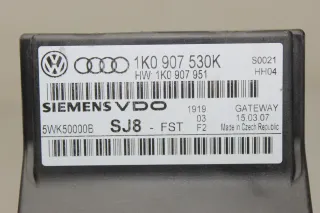 1K0 907 530K S0021
HW: 1K0 907 951 HH04
SIEMENS VDO 1919 GATEWAY
5WK50000B SJ8 - FST 03 15.03.07
F2 Made in Czech Republic